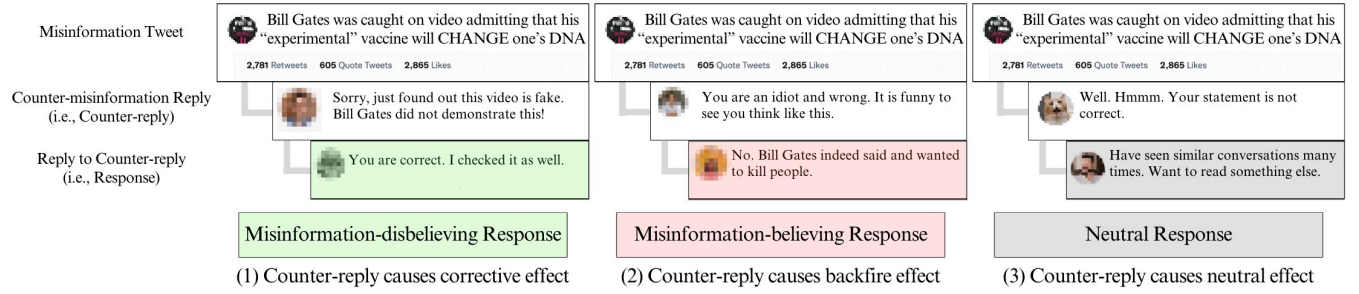 Misinformation Tweet
Bill Gates was caught on video admitting that his
“experimental” vaccine will CHANGE one’s DNA
2,781 Retweets 605 Quote Tweets 2,865 Likes
Bill Gates was caught on video admitting that his
“experimental” vaccine will CHANGE one’s DNA
2,781 Retweets 605 Quote Tweets 2,865 Likes
Bill Gates was caught on video admitting that his
“experimental” vaccine will CHANGE one’s DNA
2,781 Retweets 605 Quote Tweets 2,865 Likes
Counter-misinformation Reply
(i.e., Counter-reply)
Sorry, just found out this video is fake.
Bill Gates did not demonstrate this!
You are an idiot and wrong. It is funny to
see you think like this.
Well. Hmmm. Your statement is not
correct.
Reply to Counter-reply
(i.e., Response)
You are correct. I checked it as well.
No. Bill Gates indeed said and wanted
to kill people.
Have seen similar conversations many
times. Want to read something else.
Misinformation-disbelieving Response
Misinformation-believing Response
Neutral Response
(1) Counter-reply causes corrective effect
(2) Counter-reply causes backfire effect
(3) Counter-reply causes neutral effect